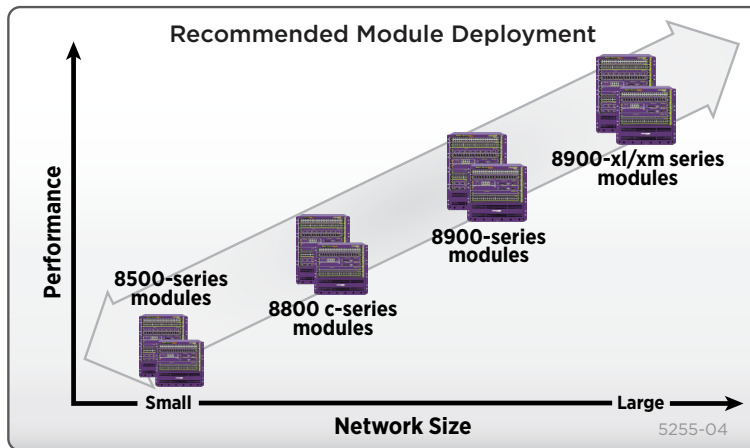 Recommended Module Deployment
8900-xl/xm series
modules
8900-series
modules
8500-series
modules
8800 c-series
modules
Performance
Small
Large
Network Size
5255-04